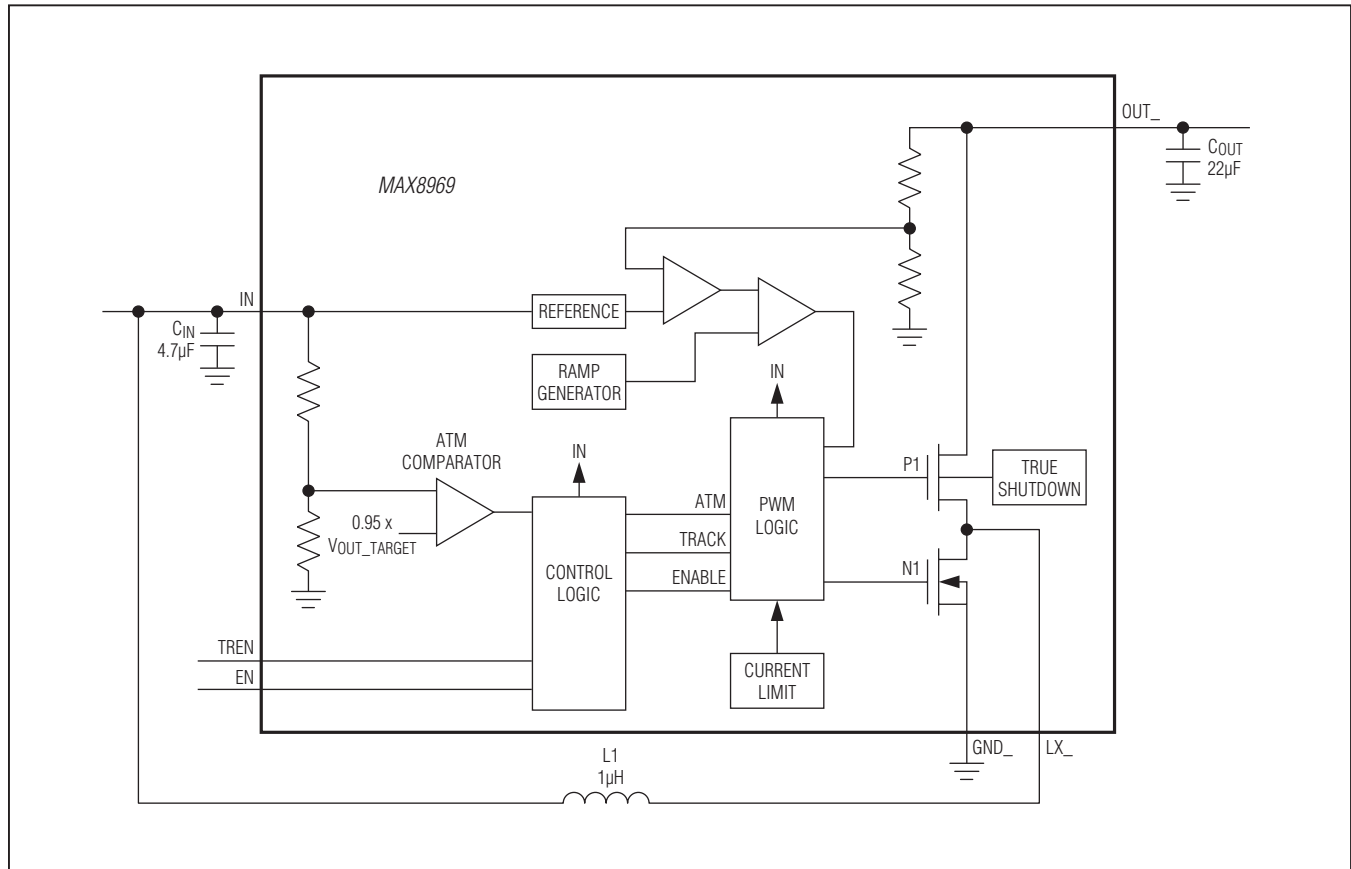 OUT_
COUT
22µF
MAX8969
IN
CIN
4.7µF
REFERENCE
RAMP
GENERATOR
IN
ATM
COMPARATOR
IN
P1
TRUE
SHUTDOWN
ATM
PWM
LOGIC
0.95 x
VOUT_TARGET
TRACK
CONTROL
LOGIC
ENABLE
N1
TREN
EN
CURRENT
LIMIT
GND_
LX_
L1
1µH